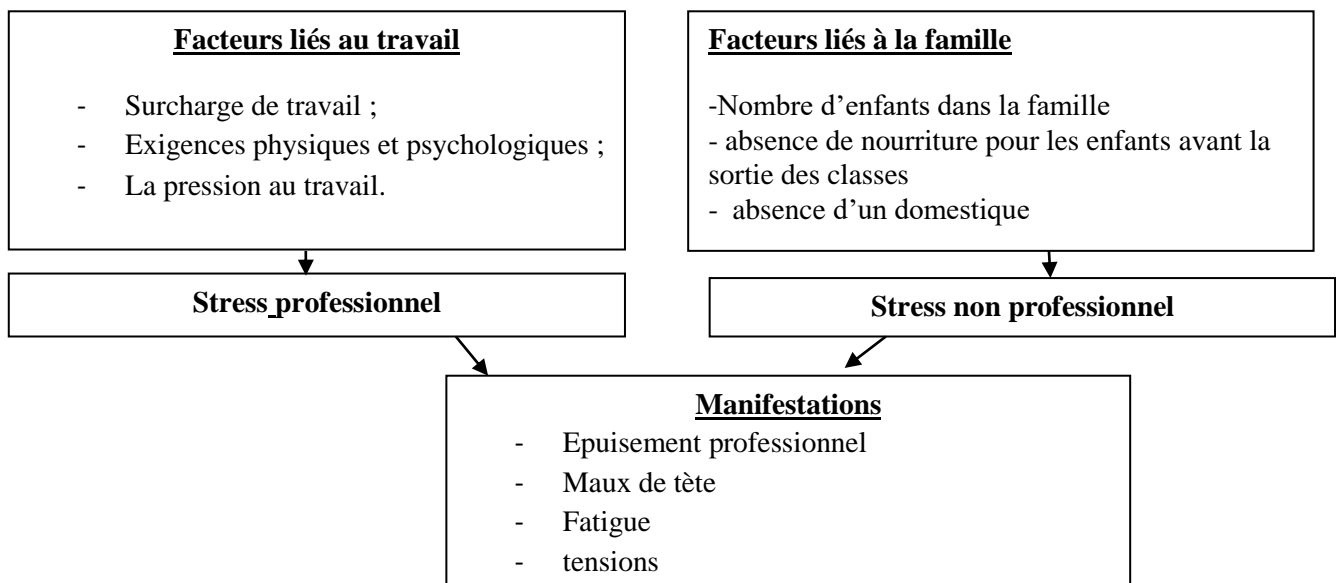 Facteurs liés au travail
- Surcharge de travail ;
- Exigences physiques et psychologiques ;
- La pression au travail.
Facteurs liés à la famille
-Nombre d’enfants dans la famille
- absence de nourriture pour les enfants avant la
sortie des classes
- absence d’un domestique
Stress professionnel
Stress non professionnel
Manifestations
- Epuisement professionnel
- Maux de tète
- Fatigue
- tensions